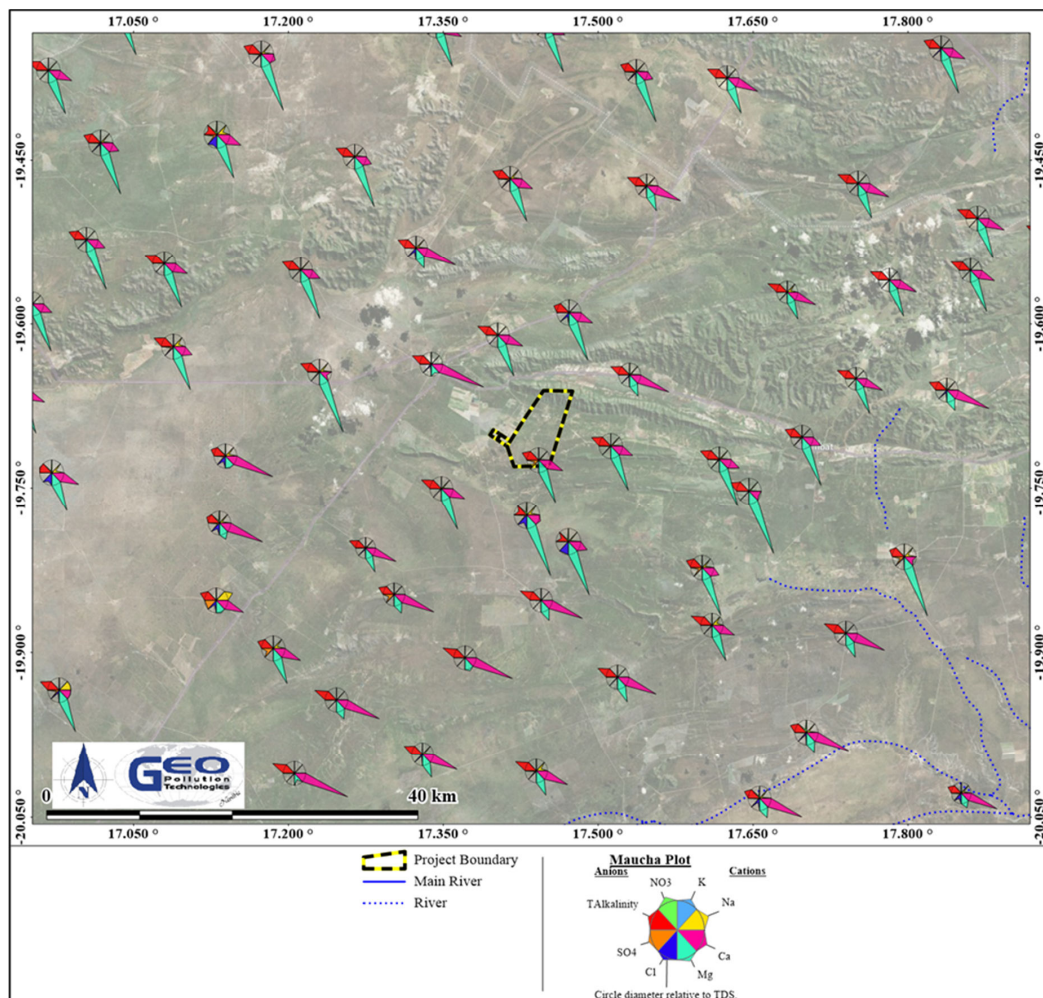 17.050 ° 17.200 ° 17.350 ° 17.500 ° 17.650 ° 17.800 °
-19.450 -19.450
-19.600 -19.600
-19.750 -19.750
-19.900 -19.900
-20.050 -20.050
GEO
Pollution
Technologies
0 40 km
17.050 ° 17.200 ° 17.350 ° 17.500 ° 17.650 ° 17.800 °
Project Boundary
Main River
River
Maucha Plot
Anions Cations
NO3 K
TAlkalinity Na
SO4 Ca
Cl Mg
Circle diameter relative to TDS.